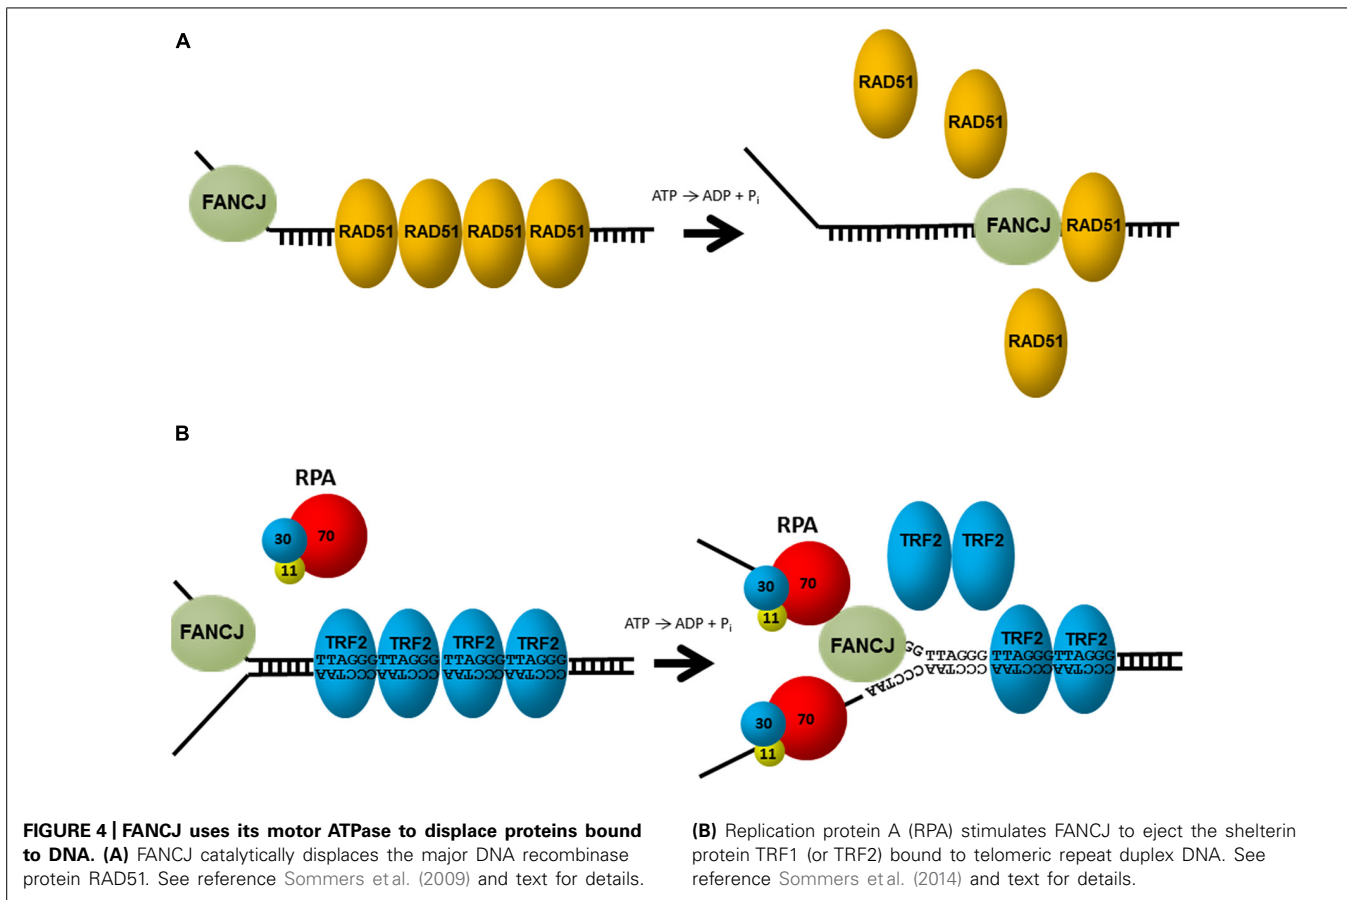 A
RAD51
RAD51
FANCJ
RAD51 RAD51 RAD51 RAD51
ATP → ADP + Pi
FANCJ RAD51
RAD51
B
RPA
30 70
11
FANCJ
TRF2 TRF2 TRF2 TRF2
TTAGGGTTAGGGTTAGGGTTAGGG
AATCCCAATCCCAATCCCAATCCC
ATP → ADP + Pi
RPA
30 70
11
TRF2 TRF2
FANCJ
TRF2 TRF2
GGTTAGGGTTAGGGTTAGGG
AATCCCAATCCCAATCCCAATCCC
30 70
11
FIGURE 4 | FANCJ uses its motor ATPase to displace proteins bound
to DNA. (A) FANCJ catalytically displaces the major DNA recombinase
protein RAD51. See reference Sommers et al. (2009) and text for details.
(B) Replication protein A (RPA) stimulates FANCJ to eject the shelterin
protein TRF1 (or TRF2) bound to telomeric repeat duplex DNA. See
reference Sommers et al. (2014) and text for details.